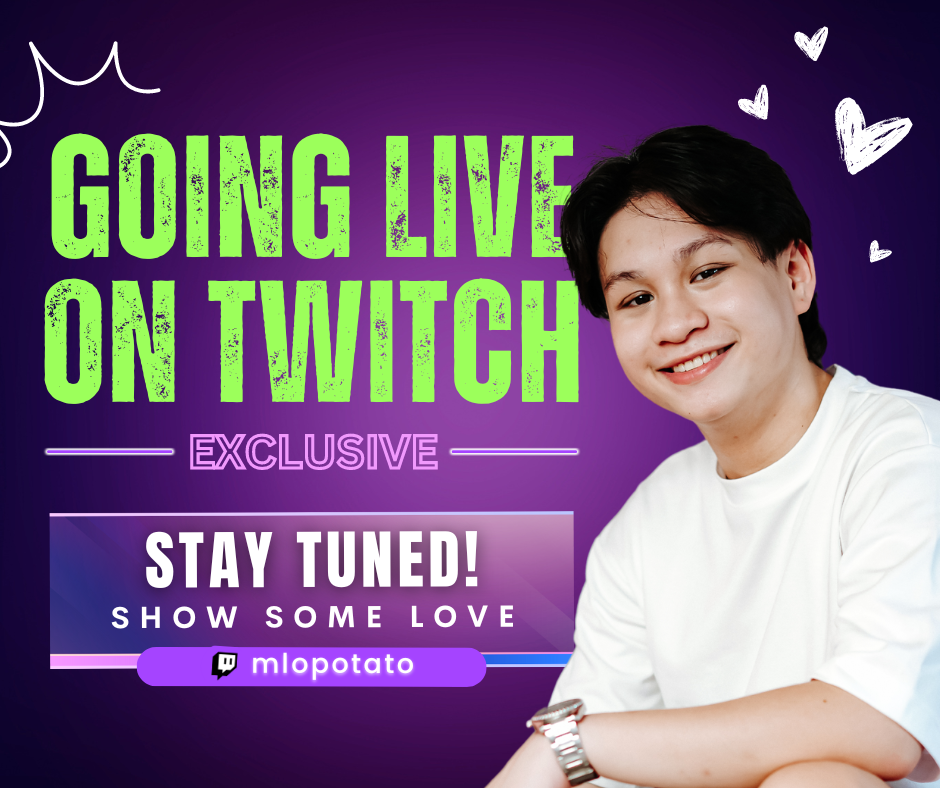 GOING LIVE
ON TWITCH
EXCLUSIVE
STAY TUNED!
SHOW SOME LOVE
mlopotato